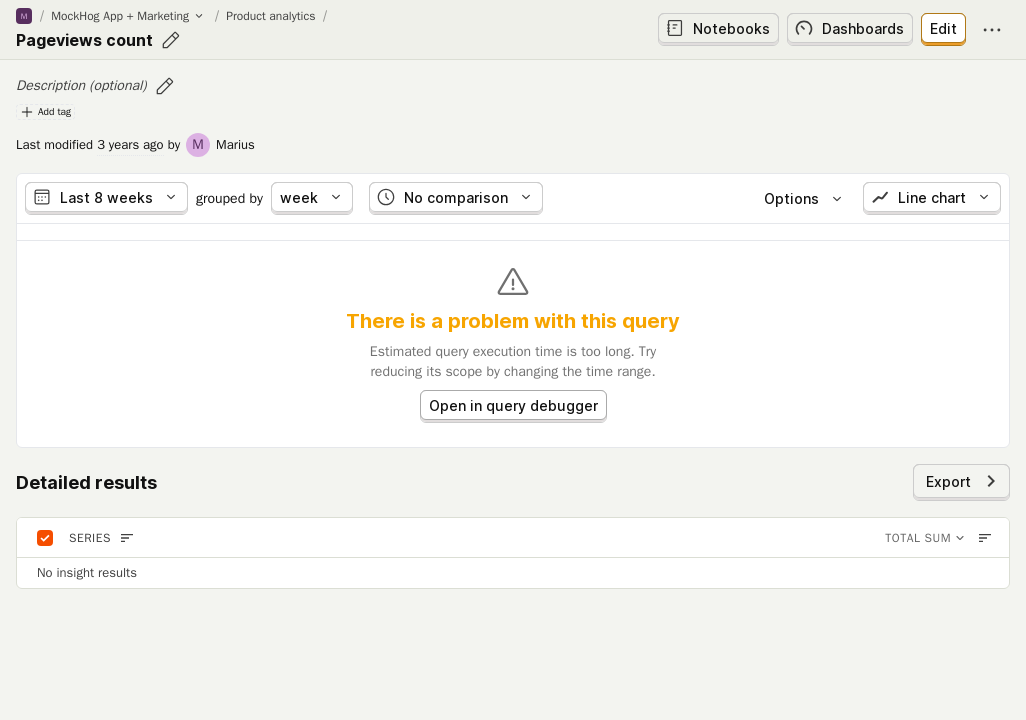 M / MockHog App + Marketing / Product analytics /
Pageviews count
Notebooks
Dashboards
Edit
Description (optional)
Add tag
Last modified 3 years ago by M Marius
Last 8 weeks grouped by week No comparison Options Line chart
There is a problem with this query
Estimated query execution time is too long. Try
reducing its scope by changing the time range.
Open in query debugger
Detailed results
Export
SERIES TOTAL SUM
No insight results